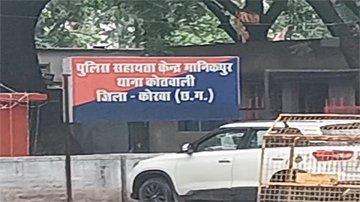 पुलिस सहायता केन्द्र मानिकपुर
थाना कोतवाली
जिला - कोरबा (छ.ग.)